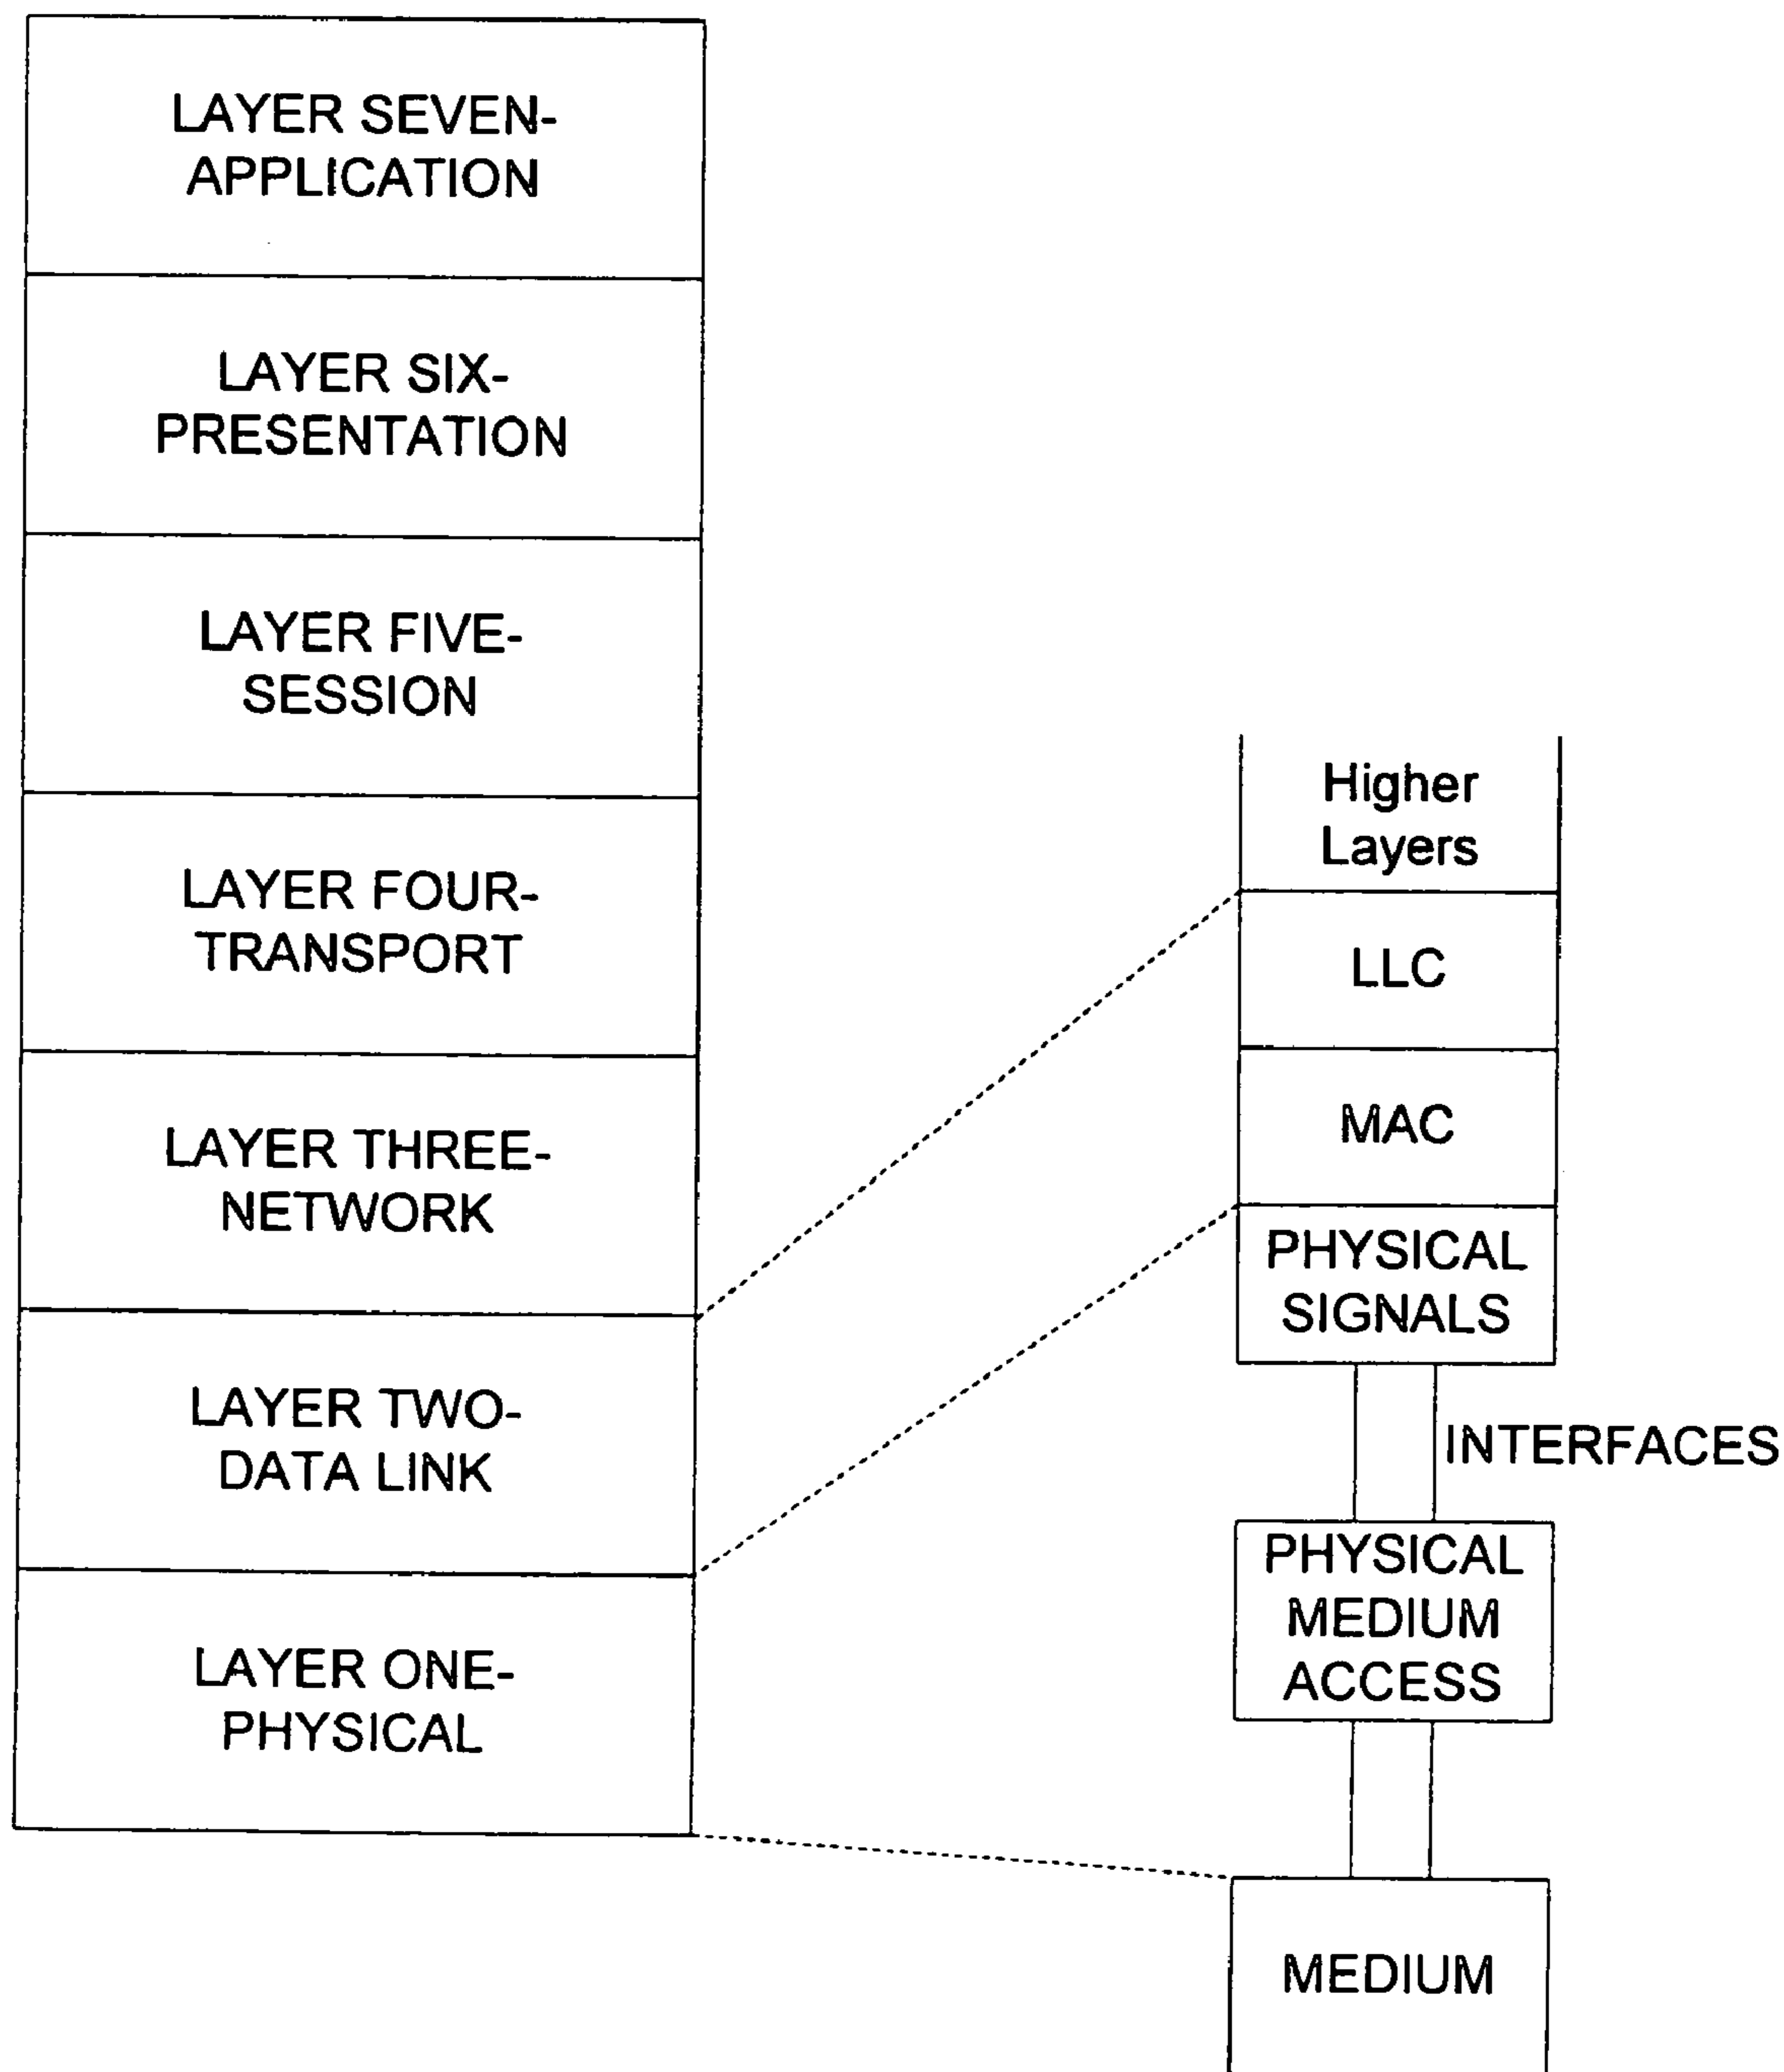 LAYER SEVEN-
APPLICATION
LAYER SIX-
PRESENTATION
LAYER FIVE-
SESSION
LAYER FOUR-
TRANSPORT
LAYER THREE-
NETWORK
LAYER TWO-
DATA LINK
LAYER ONE-
PHYSICAL
Higher
Layers
LLC
MAC
PHYSICAL
SIGNALS
INTERFACES
PHYSICAL
MEDIUM
ACCESS
MEDIUM